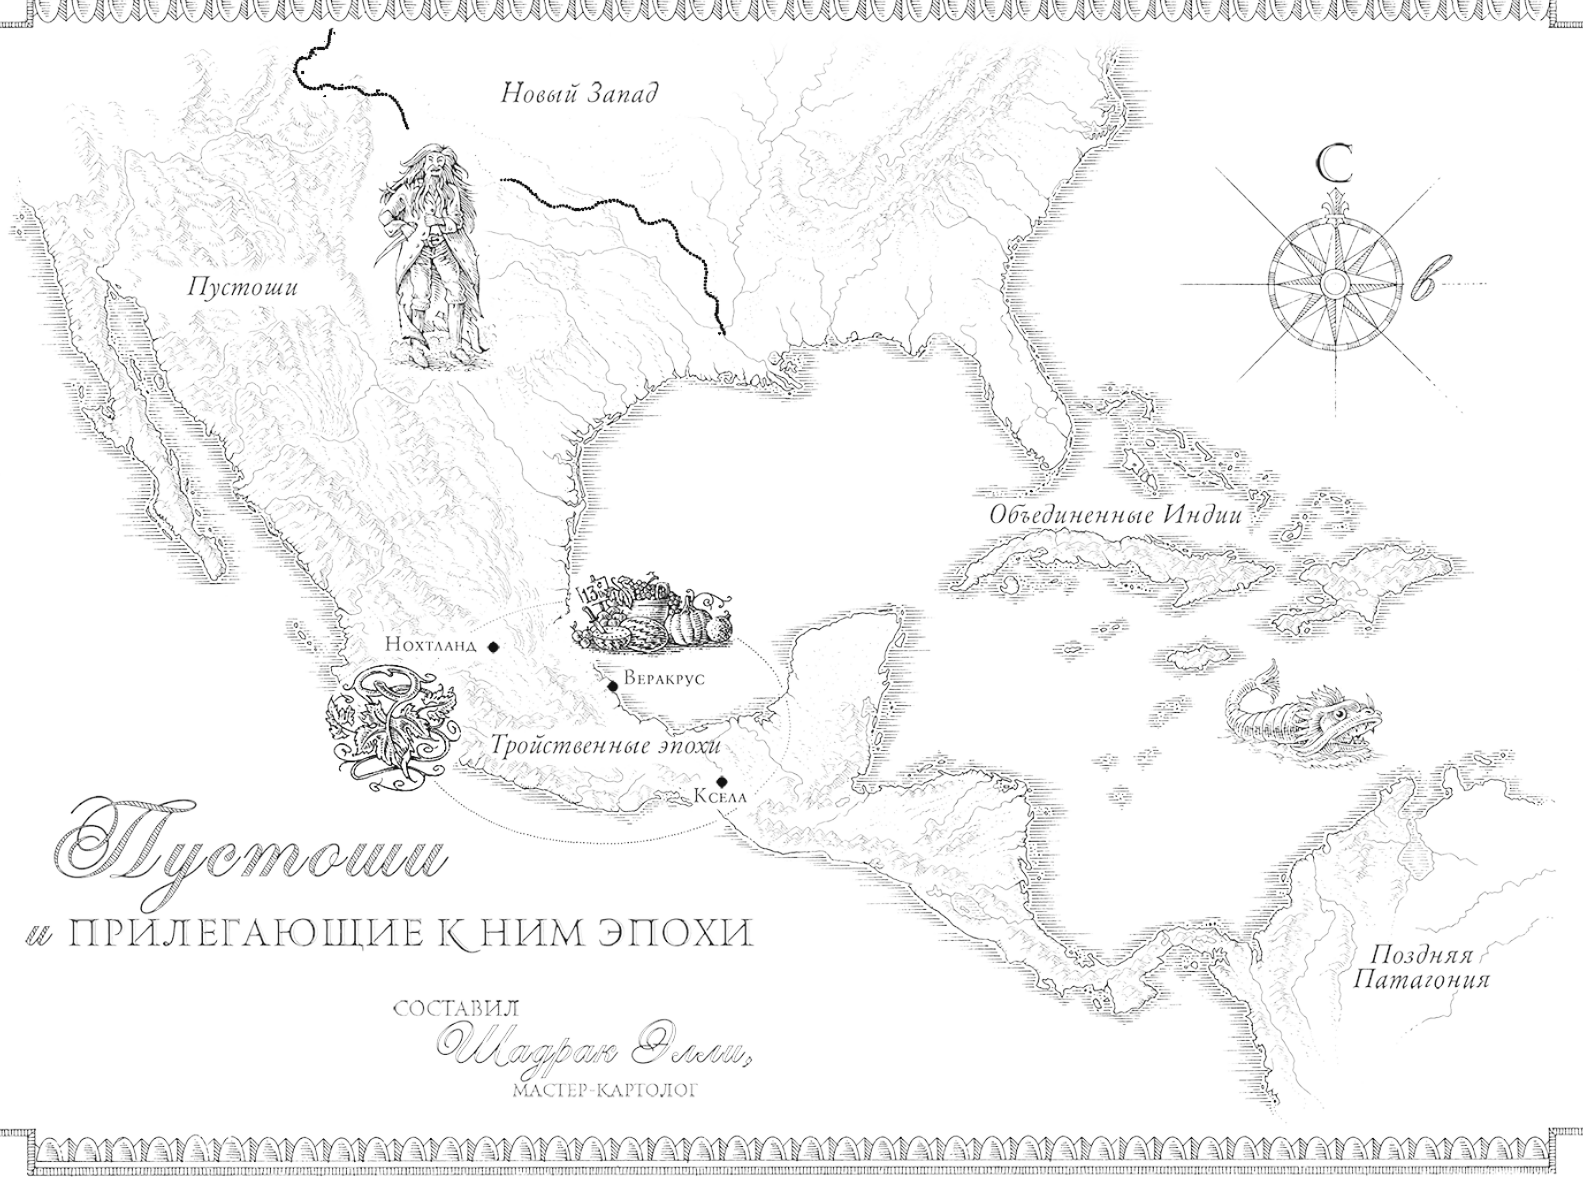 Новый Запад
С
в
Пустоши
Объединенные Индии
Нохтланд
Веракрус
Тройственные эпохи
Ксела
Пустоши
и ПРИЛЕГАЮЩИЕ К НИМ ЭПОХИ
Поздняя
Патагония
СОСТАВИЛ
Шадрак Элли,
МАСТЕР-КАРТОЛОГ